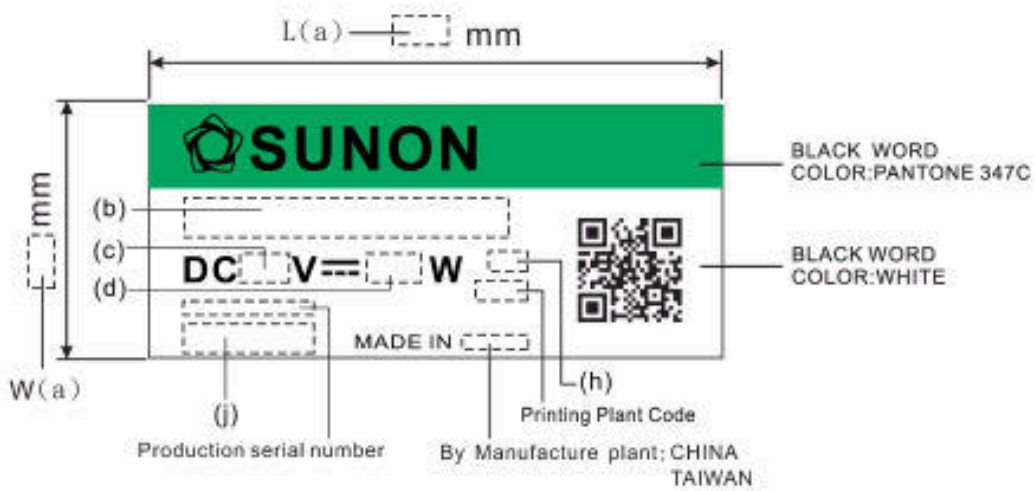 L(a) mm
SUNON
mm
W(a)
(b)
(c)
(d)
DC V W
MADE IN
BLACK WORD
COLOR:PANTONE 347C
BLACK WORD
COLOR:WHITE
(h)
Printing Plant Code
(j)
Production serial number
By Manufacture plant: CHINA
TAIWAN